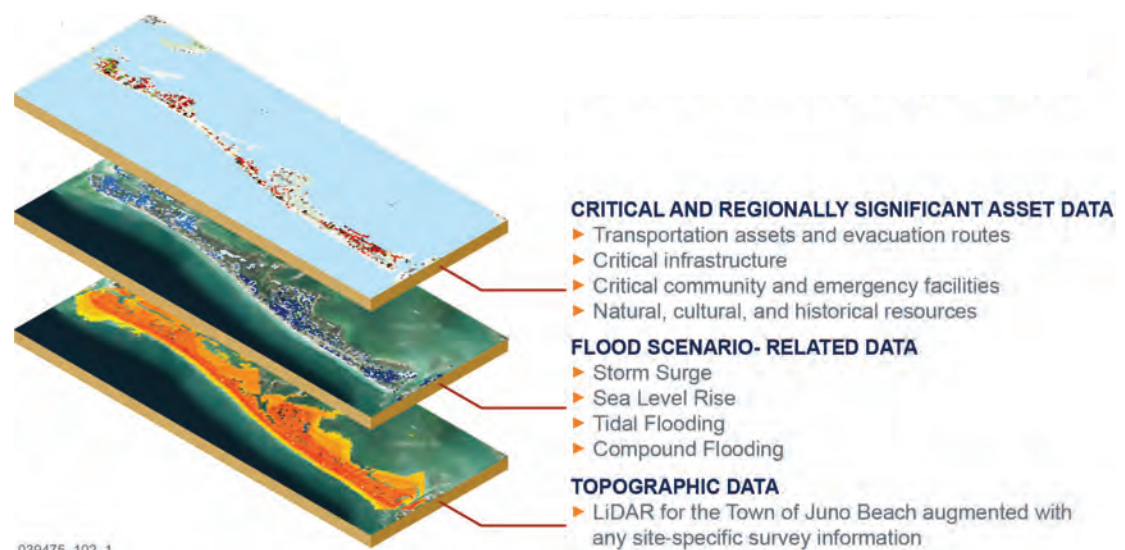 CRITICAL AND REGIONALLY SIGNIFICANT ASSET DATA
▸ Transportation assets and evacuation routes
▸ Critical infrastructure
▸ Critical community and emergency facilities
▸ Natural, cultural, and historical resources
FLOOD SCENARIO- RELATED DATA
▸ Storm Surge
▸ Sea Level Rise
▸ Tidal Flooding
▸ Compound Flooding
TOPOGRAPHIC DATA
▸ LiDAR for the Town of Juno Beach augmented with
any site-specific survey information